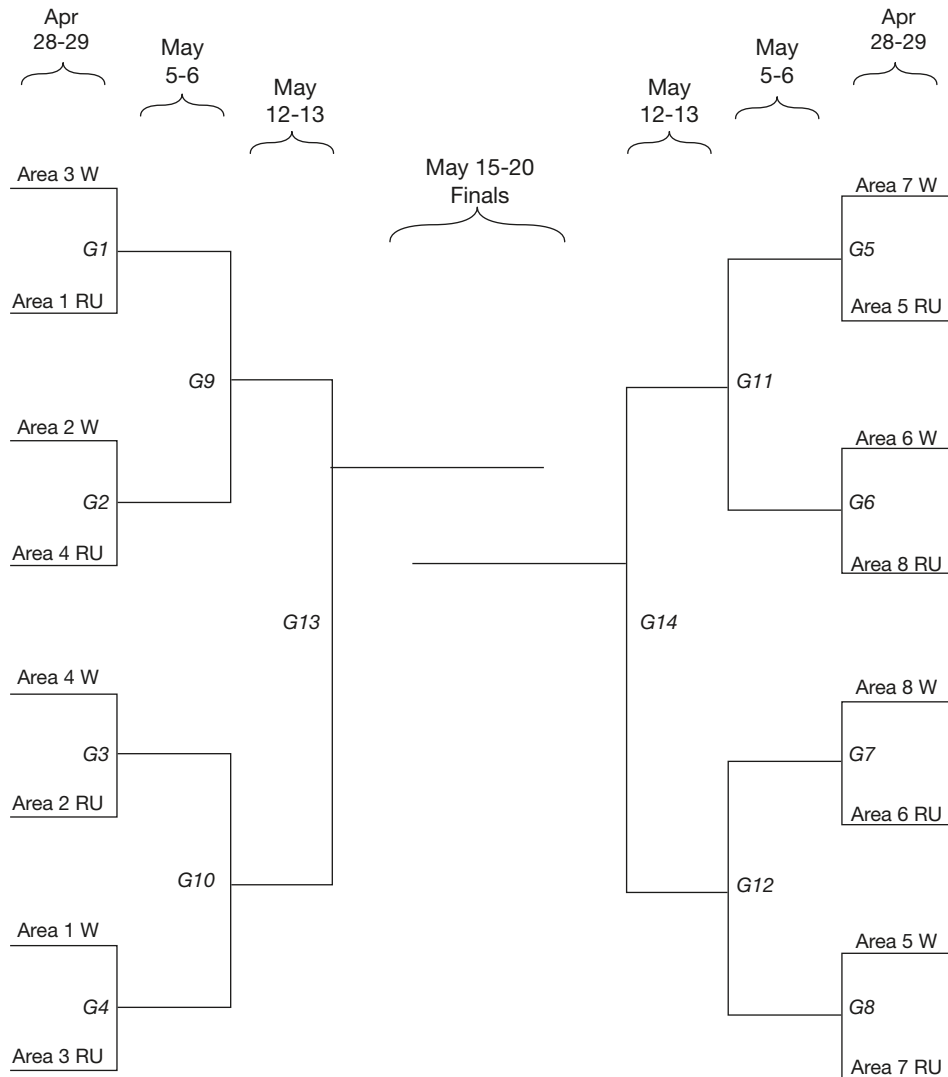 Apr
28-29
May
5-6
May
12-13
May 15-20
Finals
May
12-13
May
5-6
Apr
28-29
Area 3 W
G1
Area 1 RU
G9
Area 2 W
G2
Area 4 RU
G13
Area 4 W
G3
Area 2 RU
G10
Area 1 W
G4
Area 3 RU
Area 7 W
G5
Area 5 RU
G11
Area 6 W
G6
Area 8 RU
G14
Area 8 W
G7
Area 6 RU
G12
Area 5 W
G8
Area 7 RU